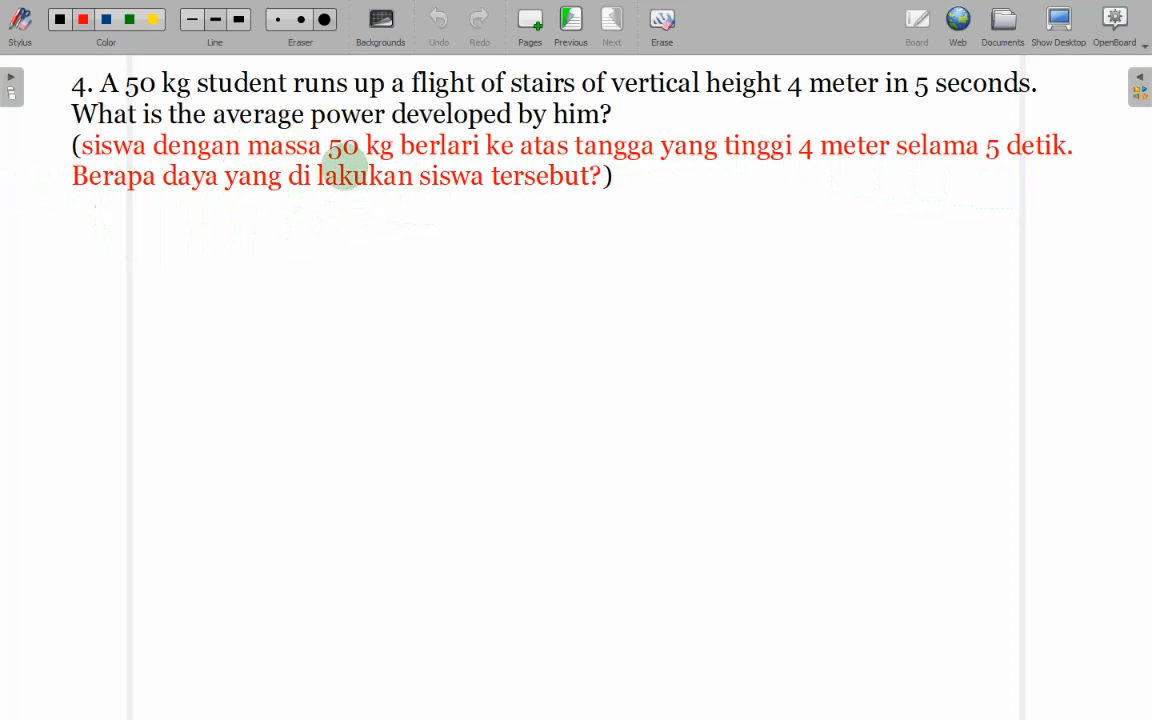 Stylus
Color
Line
Eraser
Backgrounds
Undo
Redo
Pages
Previous
Next
Erase
Board
Web
Documents
Show Desktop
OpenBoard
4. A 50 kg student runs up a flight of stairs of vertical height 4 meter in 5 seconds.
What is the average power developed by him?
(siswa dengan massa 50 kg berlari ke atas tangga yang tinggi 4 meter selama 5 detik.
Berapa daya yang di lakukan siswa tersebut?)